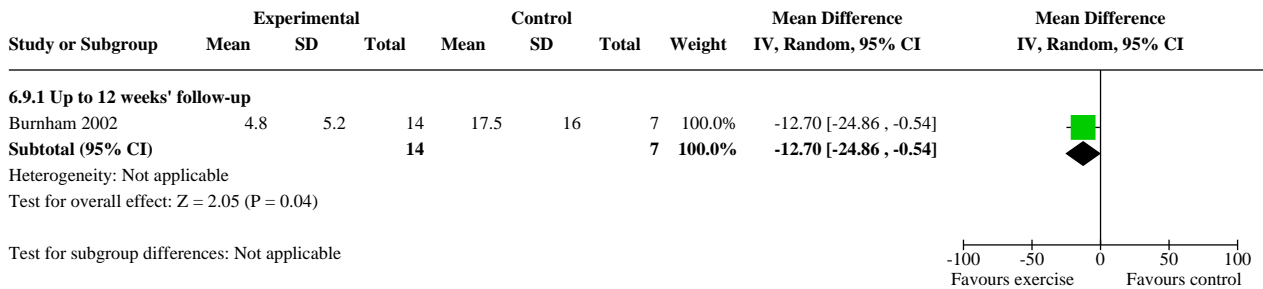 Experimental Control Mean Difference Mean Difference
Study or Subgroup Mean SD Total Mean SD Total Weight IV, Random, 95% CI IV, Random, 95% CI
6.9.1 Up to 12 weeks' follow-up
Burnham 2002 4.8 5.2 14 17.5 16 7 100.0% -12.70 [-24.86 , -0.54]
Subtotal (95% CI) 14 7 100.0% -12.70 [-24.86 , -0.54]
Heterogeneity: Not applicable
Test for overall effect: Z = 2.05 (P = 0.04)
Test for subgroup differences: Not applicable
-100 -50 0 50 100
Favours exercise Favours control